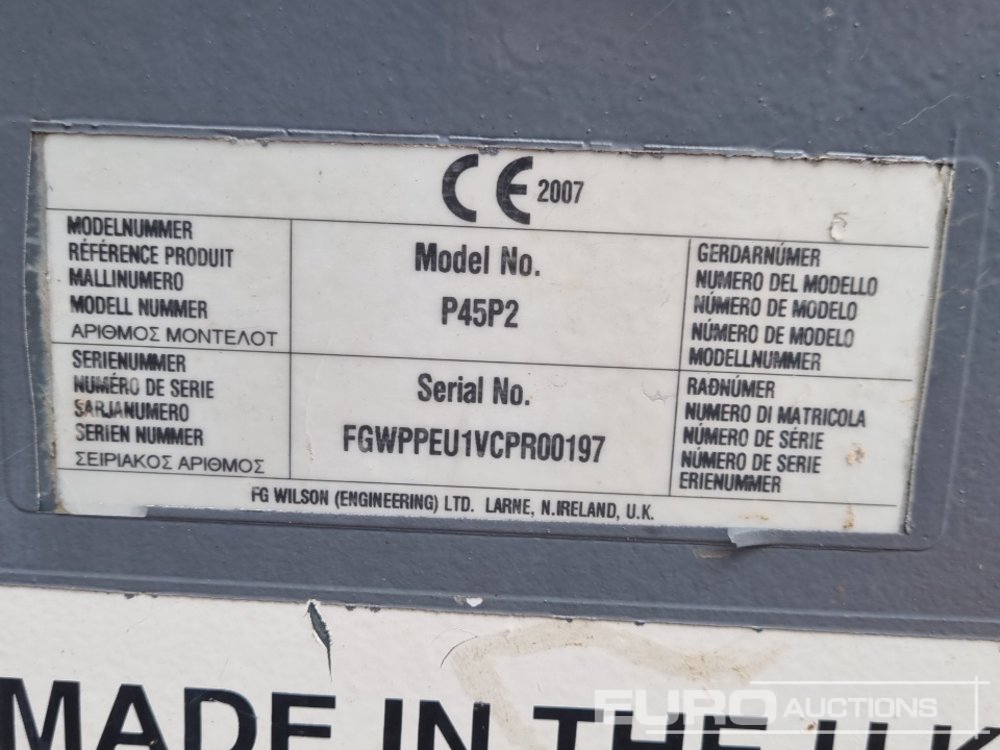 CE 2007
MODELNUMMER
RÉFÉRENCE PRODUIT
MALLINUMERO
MODELL NUMMER
ΑΡΙΘΜΟΣ ΜΟΝΤΕΛΟΤ
Model No.
P45P2
GERDARNÚMER
NUMERO DEL MODELLO
NÚMERO DE MODELO
NÚMERO DE MODELO
MODELLNUMMER
SERIENUMMER
NUMÉRO DE SERIE
SARJANUMERO
SERIEN NUMMER
ΣΕΙΡΙΑΚΟΣ ΑΡΙΘΜΟΣ
Serial No.
FGWPPEU1VCPR00197
RAÐNÚMER
NUMERO DI MATRICOLA
NÚMERO DE SÉRIE
NÚMERO DE SERIE
ERIENUMMER
FG WILSON (ENGINEERING) LTD. LARNE, N.IRELAND, U.K.
MADE IN THE U.K
EURO AUCTIONS